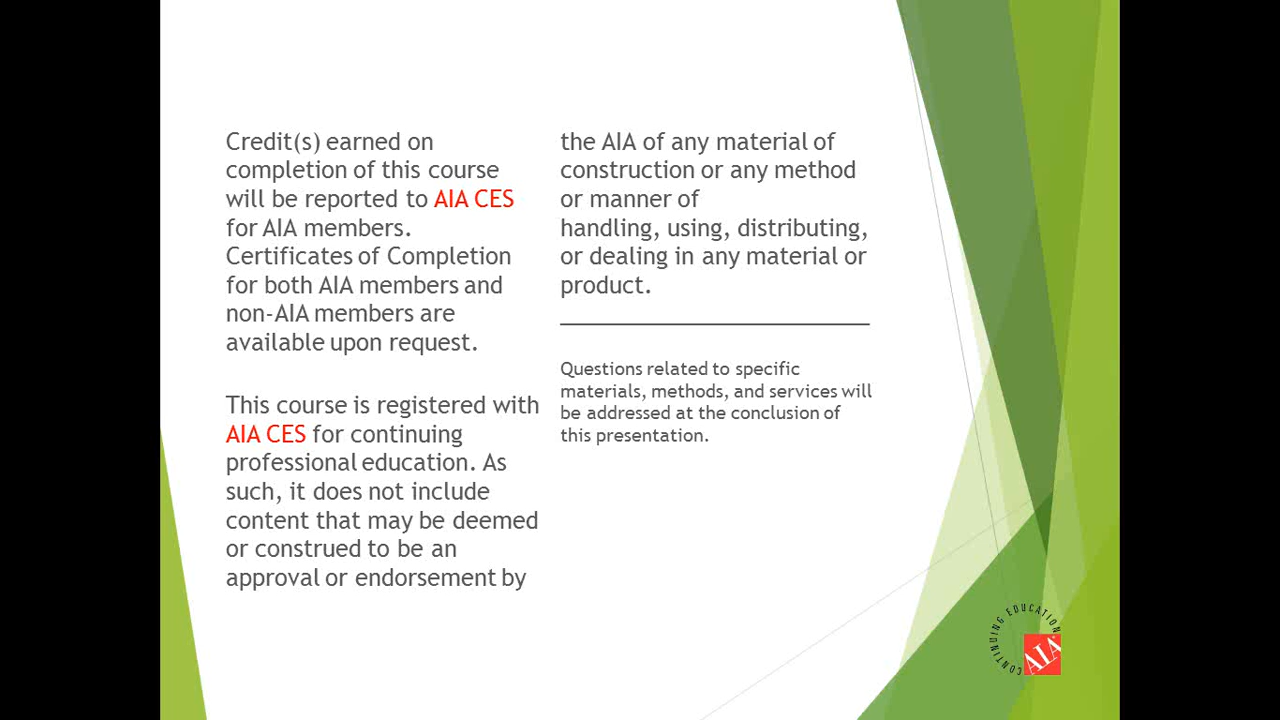 Credit(s) earned on
completion of this course
will be reported to AIA CES
for AIA members.
Certificates of Completion
for both AIA members and
non-AIA members are
available upon request.
This course is registered with
AIA CES for continuing
professional education. As
such, it does not include
content that may be deemed
or construed to be an
approval or endorsement by
the AIA of any material of
construction or any method
or manner of
handling, using, distributing,
or dealing in any material or
product.
Questions related to specific
materials, methods, and services will
be addressed at the conclusion of
this presentation.
CONTINUING EDUCATION
AIA